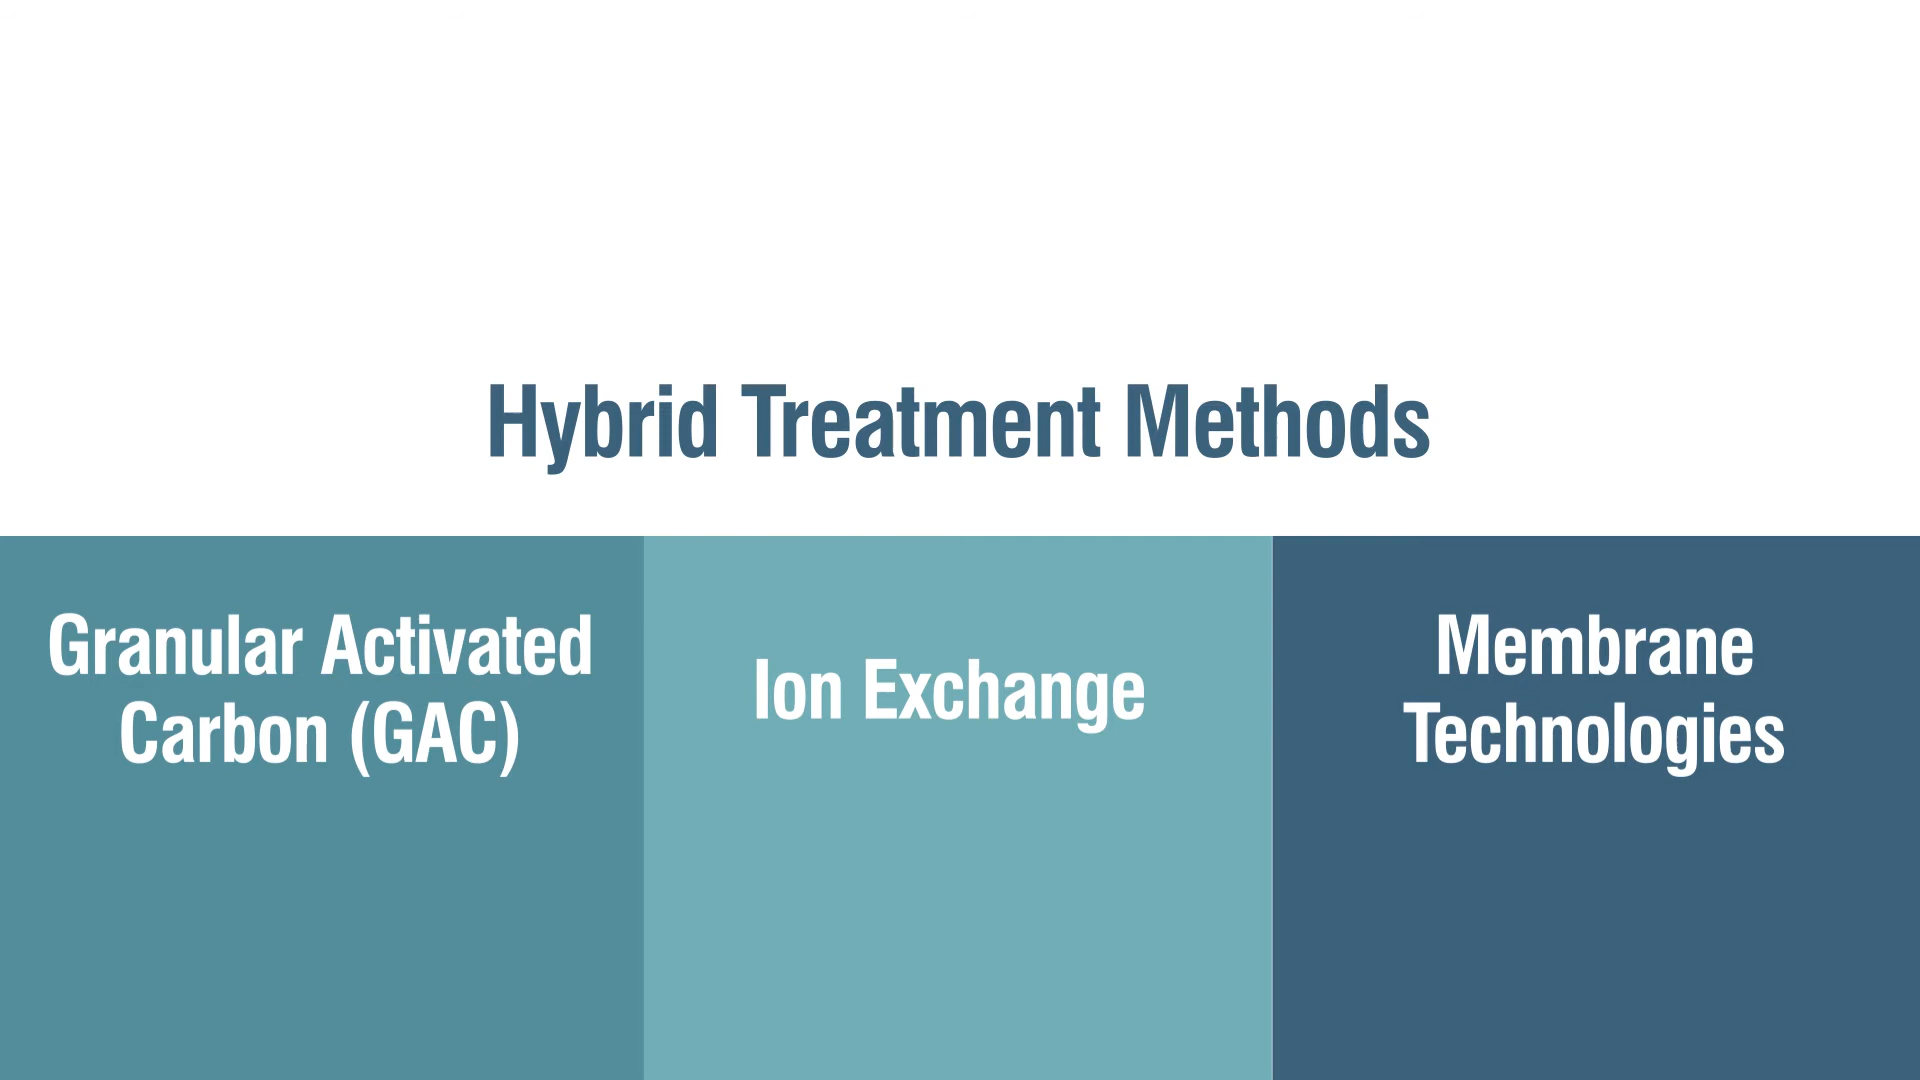 Hybrid Treatment Methods
Granular Activated
Carbon (GAC)
Ion Exchange
Membrane
Technologies